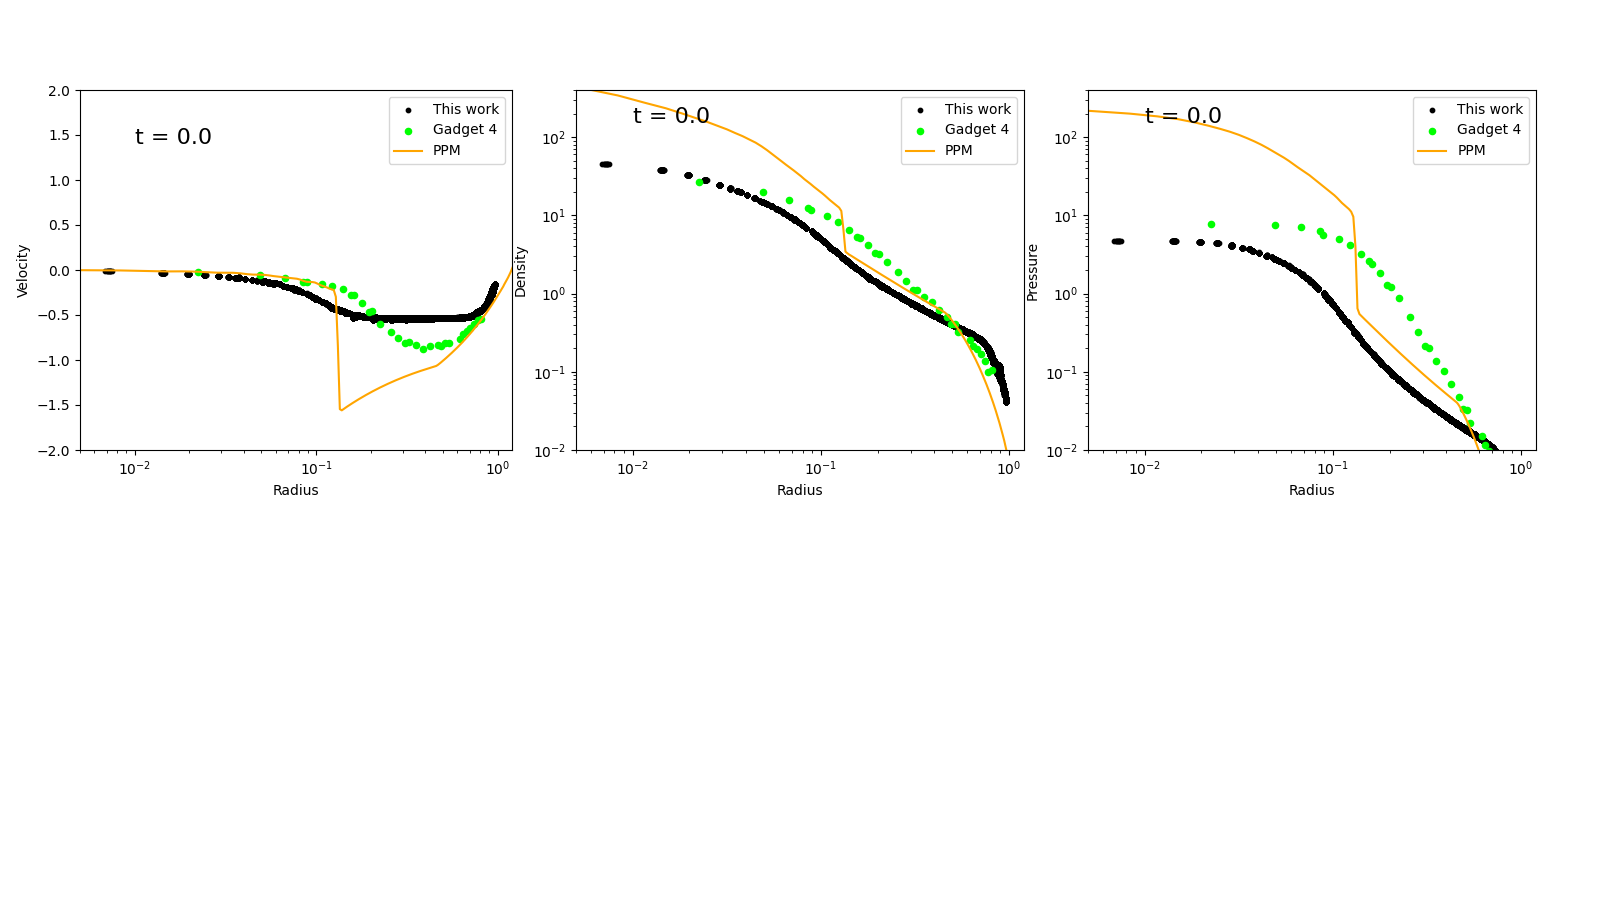 t = 0.0
This work
Gadget 4
PPM
Velocity
2.0
1.5
1.0
0.5
0.0
−0.5
−1.0
−1.5
−2.0
10⁻²
10⁻¹
10⁰
Radius
t = 0.0
This work
Gadget 4
PPM
Density
10²
10¹
10⁰
10⁻¹
10⁻²
10⁻²
10⁻¹
10⁰
Radius
t = 0.0
This work
Gadget 4
PPM
Pressure
10²
10¹
10⁰
10⁻¹
10⁻²
10⁻²
10⁻¹
10⁰
Radius